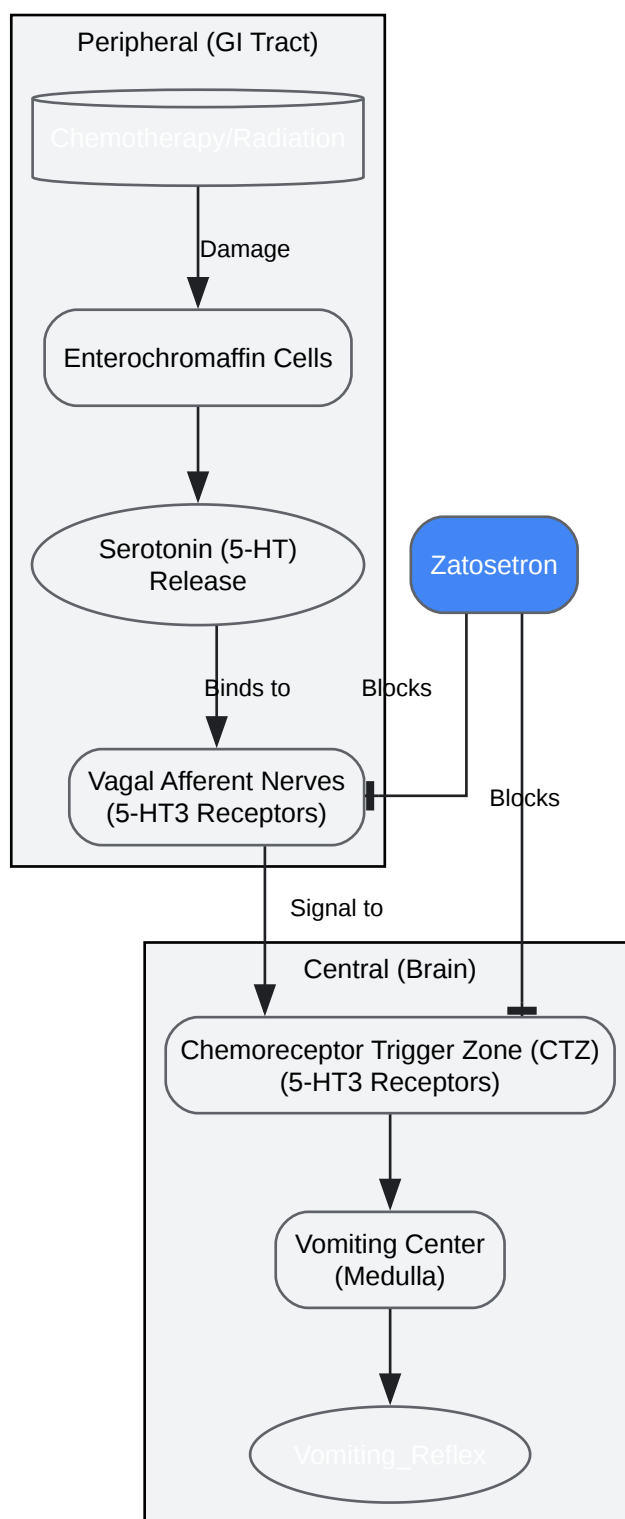 Peripheral (GI Tract)
Chemotherapy/Radiation
Damage
Enterochromaffin Cells
Serotonin (5-HT)
Release
Zatosetron
Binds to
Blocks
Vagal Afferent Nerves
(5-HT3 Receptors)
Blocks
Signal to
Central (Brain)
Chemoreceptor Trigger Zone (CTZ)
(5-HT3 Receptors)
Vomiting Center
(Medulla)
Vomiting_Reflex